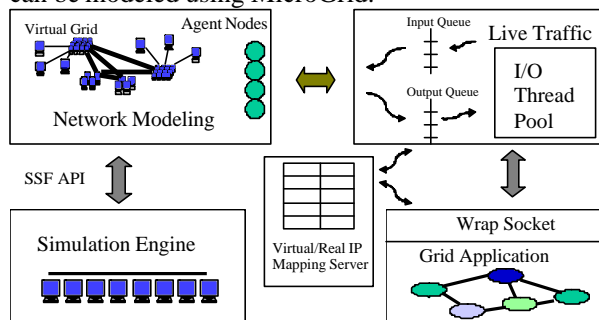 can be modeled using MicroGrid.
Virtual Grid
Agent Nodes
Network Modeling
Input Queue
Live Traffic
I/O
Thread
Pool
Output Queue
SSF API
Simulation Engine
Virtual/Real IP
Mapping Server
Wrap Socket
Grid Application